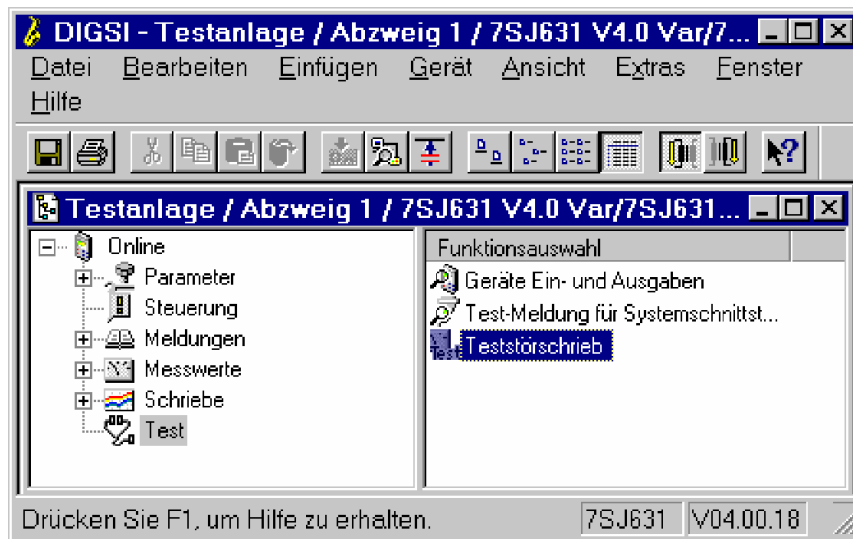 DIGSI - Testanlage / Abzweig 1 / 7SJ631 V4.0 Var/7...
Datei Bearbeiten Einfügen Gerät Ansicht Extras Fenster
Hilfe
Testanlage / Abzweig 1 / 7SJ631 V4.0 Var/7SJ631...
Online
Parameter
Steuerung
Meldungen
Messwerte
Schriebe
Test
Funktionsauswahl
Geräte Ein- und Ausgaben
Test-Meldung für Systemschnittst...
Test
Teststörschrieb
Drücken Sie F1, um Hilfe zu erhalten. 7SJ631 V04.00.18